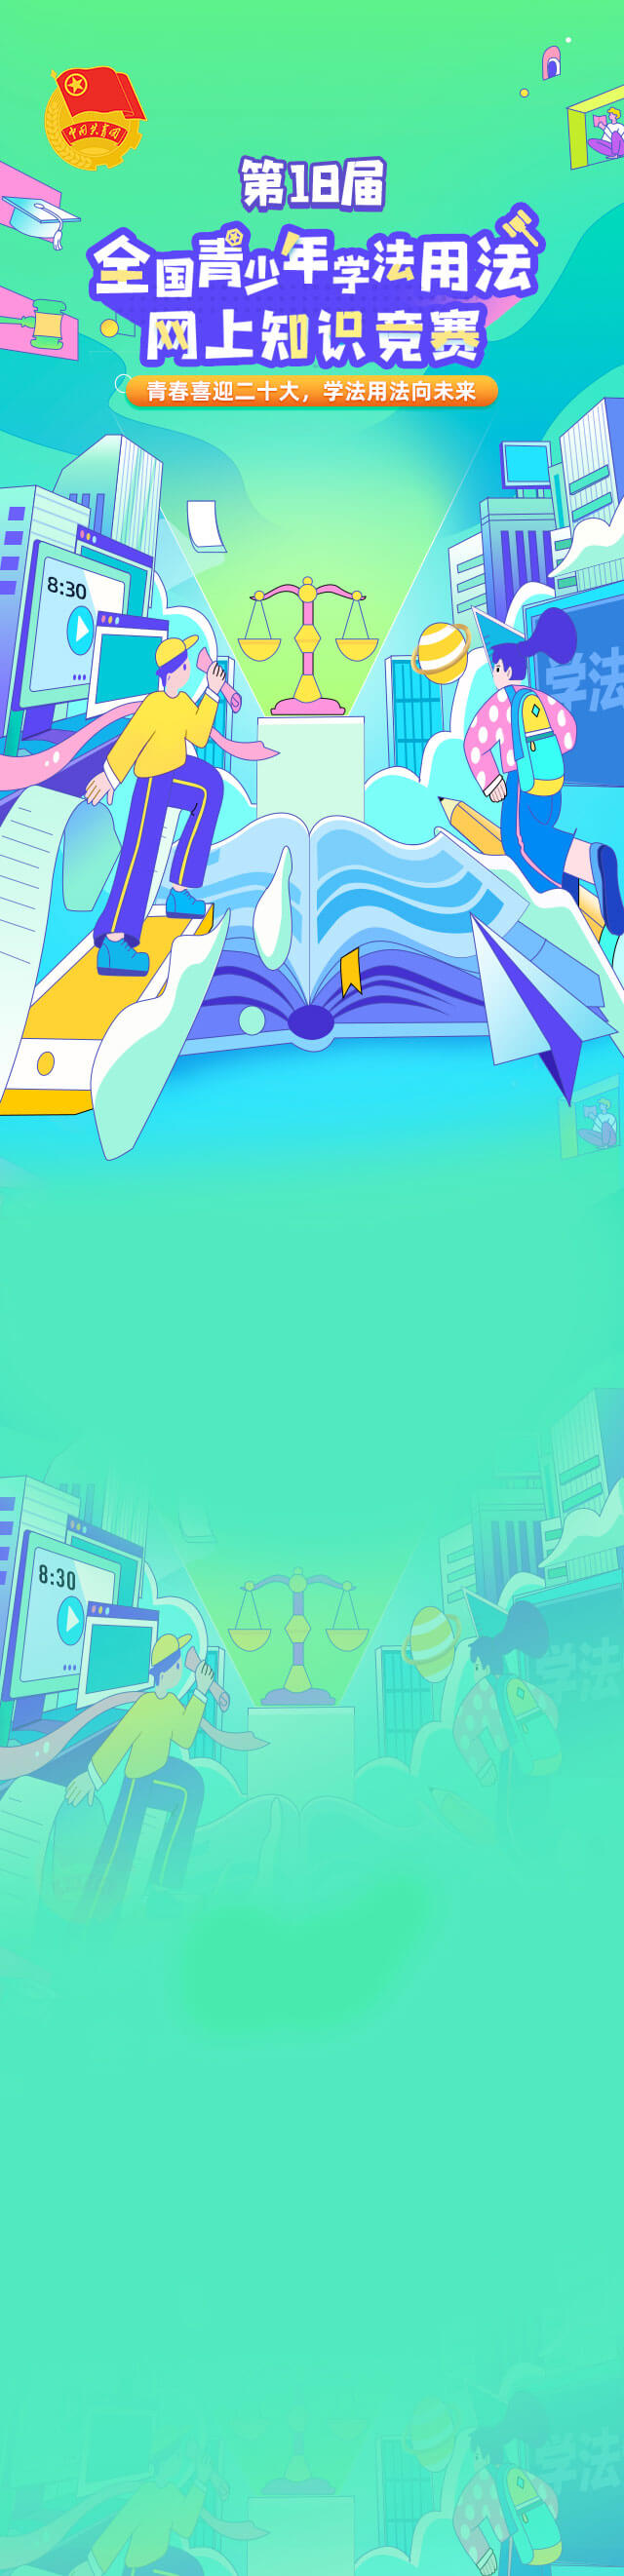 中国共青团
第18届
全国青少年学法用法
网上知识竞赛
青春喜迎二十大，学法用法向未来
8:30
学法
8:30
学法
学法